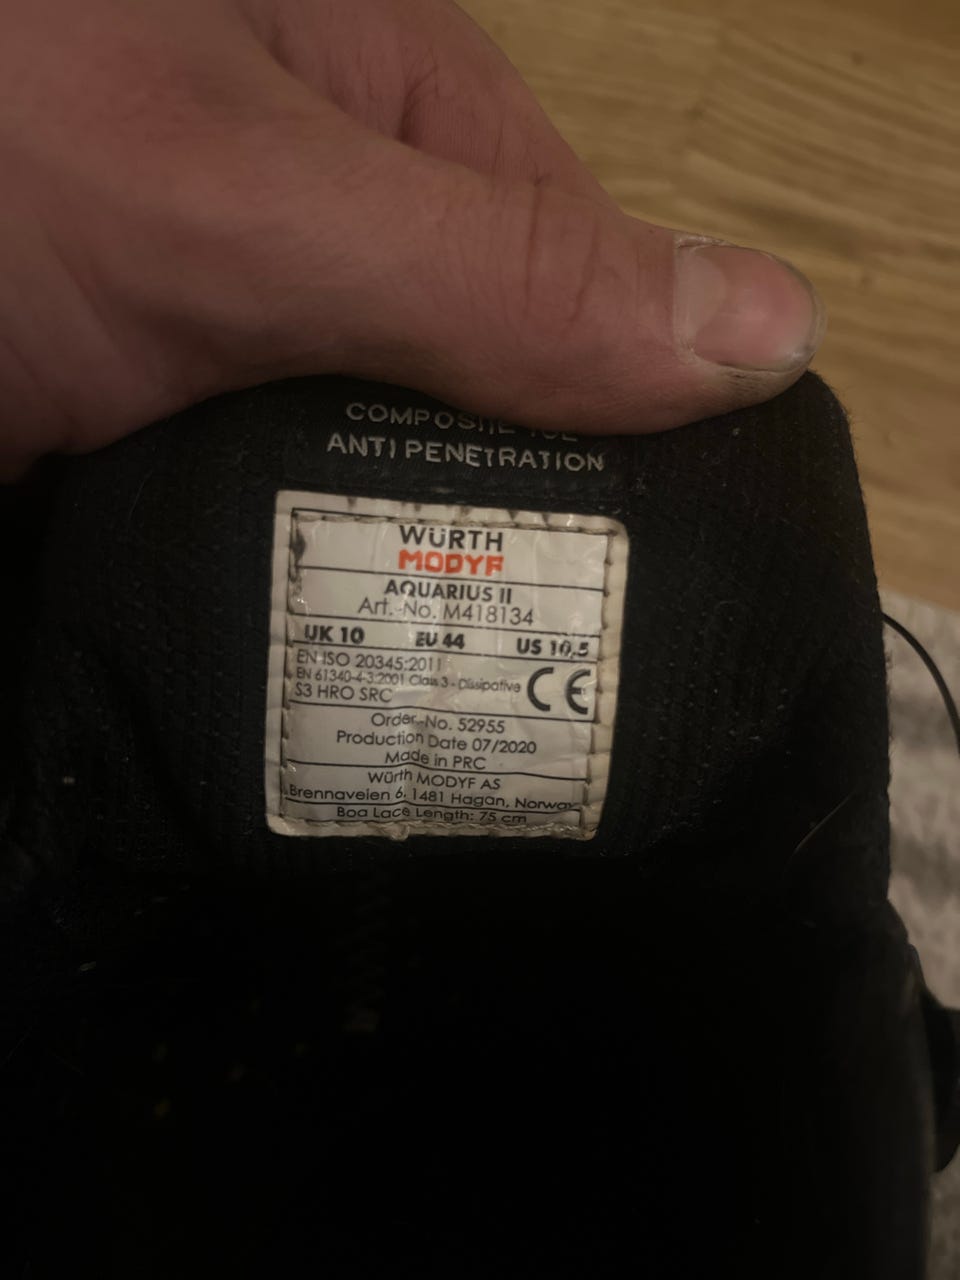 COMPOSITE
ANTI PENETRATION
WÜRTH
MODYF
AQUARIUS II
Art.-No. M418134
UK 10 EU 44 US 10,5
EN ISO 20345:2011
EN 61340-4-3:2001 Class 3 - Dissipative
S3 HRO SRC
CE
Order-No. 52955
Production Date 07/2020
Made in PRC
Würth MODYF AS
Brennaveien 6, 1481 Hagan, Norway
Boa Lace Length: 75 cm